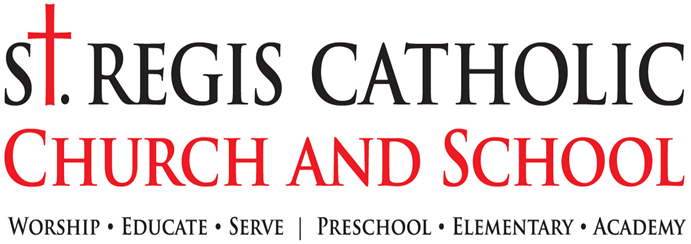 St. Regis Catholic
Church and School
Worship • Educate • Serve | Preschool • Elementary • Academy